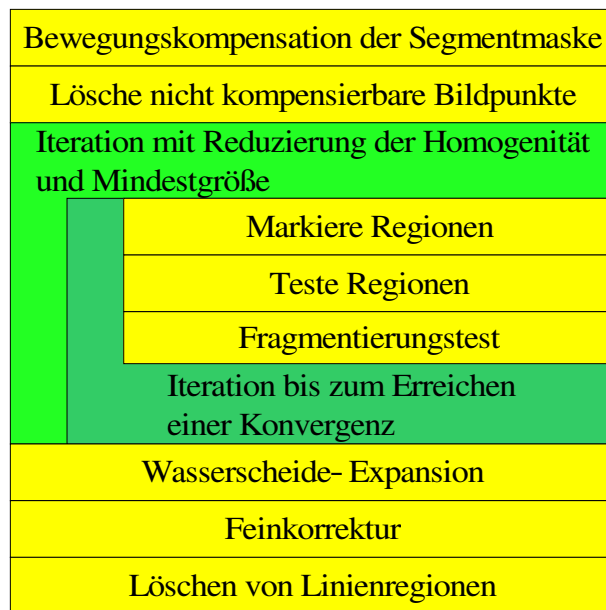 Bewegungskompensation der Segmentmaske
Lösche nicht kompensierbare Bildpunkte
Iteration mit Reduzierung der Homogenität
und Mindestgröße
Markiere Regionen
Teste Regionen
Fragmentierungstest
Iteration bis zum Erreichen
einer Konvergenz
Wasserscheide- Expansion
Feinkorrektur
Löschen von Linienregionen